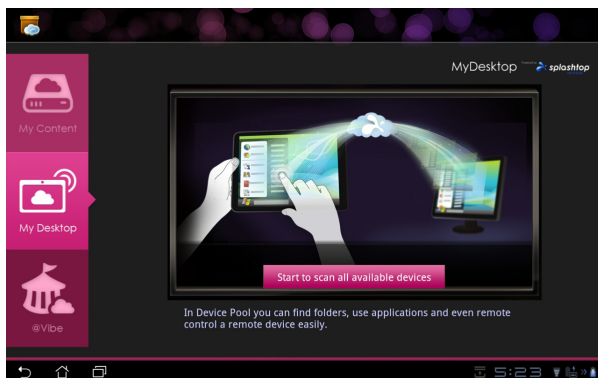 MyDesktop
splashtop
My Content
My Desktop
@Vibe
Start to scan all available devices
In Device Pool you can find folders, use applications and even remote
control a remote device easily.
5:23